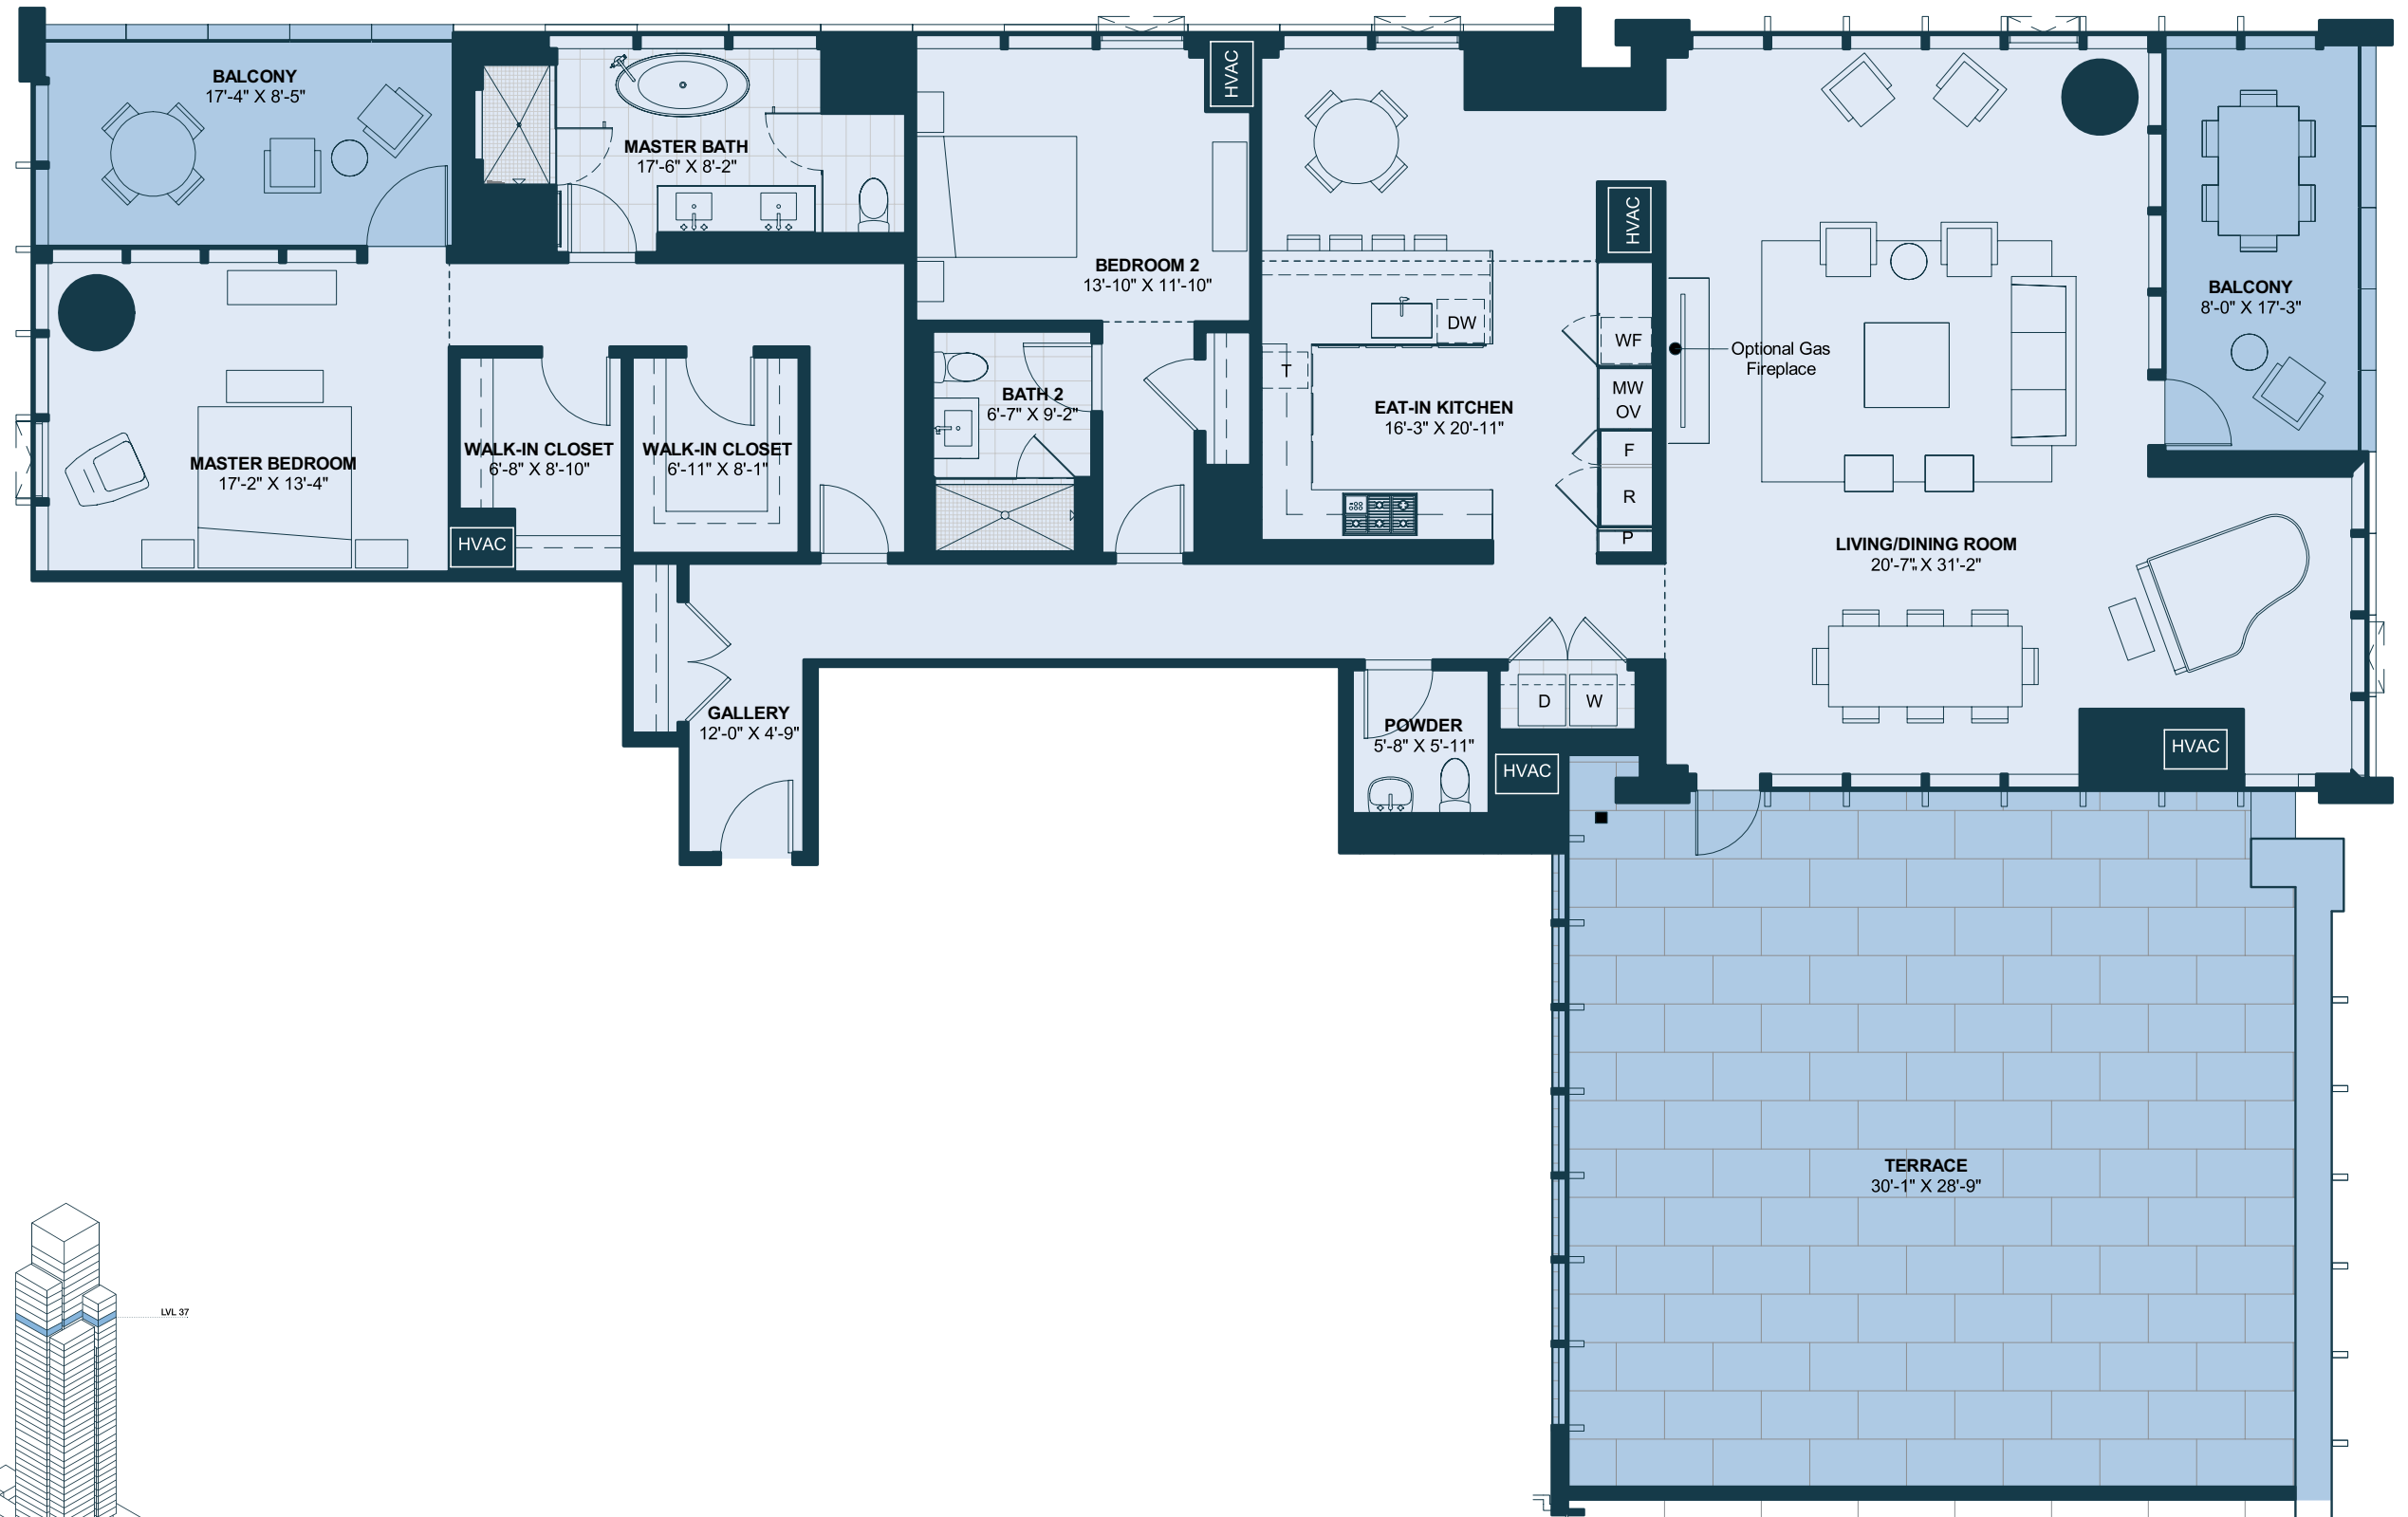 BALCONY
17'-4" X 8'-5"
MASTER BATH
17'-6" X 8'-2"
HVAC
BEDROOM 2
13'-10" X 11'-10"
HVAC
BALCONY
8'-0" X 17'-3"
DW
WF
Optional Gas
Fireplace
T
MW
OV
BATH 2
6'-7" X 9'-2"
EAT-IN KITCHEN
16'-3" X 20'-11"
WALK-IN CLOSET
6'-8" X 8'-10"
WALK-IN CLOSET
6'-11" X 8'-1"
F
MASTER BEDROOM
17'-2" X 13'-4"
R
HVAC
P
LIVING/DINING ROOM
20'-7" X 31'-2"
D
W
GALLERY
12'-0" X 4'-9"
POWDER
5'-8" X 5'-11"
HVAC
HVAC
TERRACE
30'-1" X 28'-9"
LVL 37